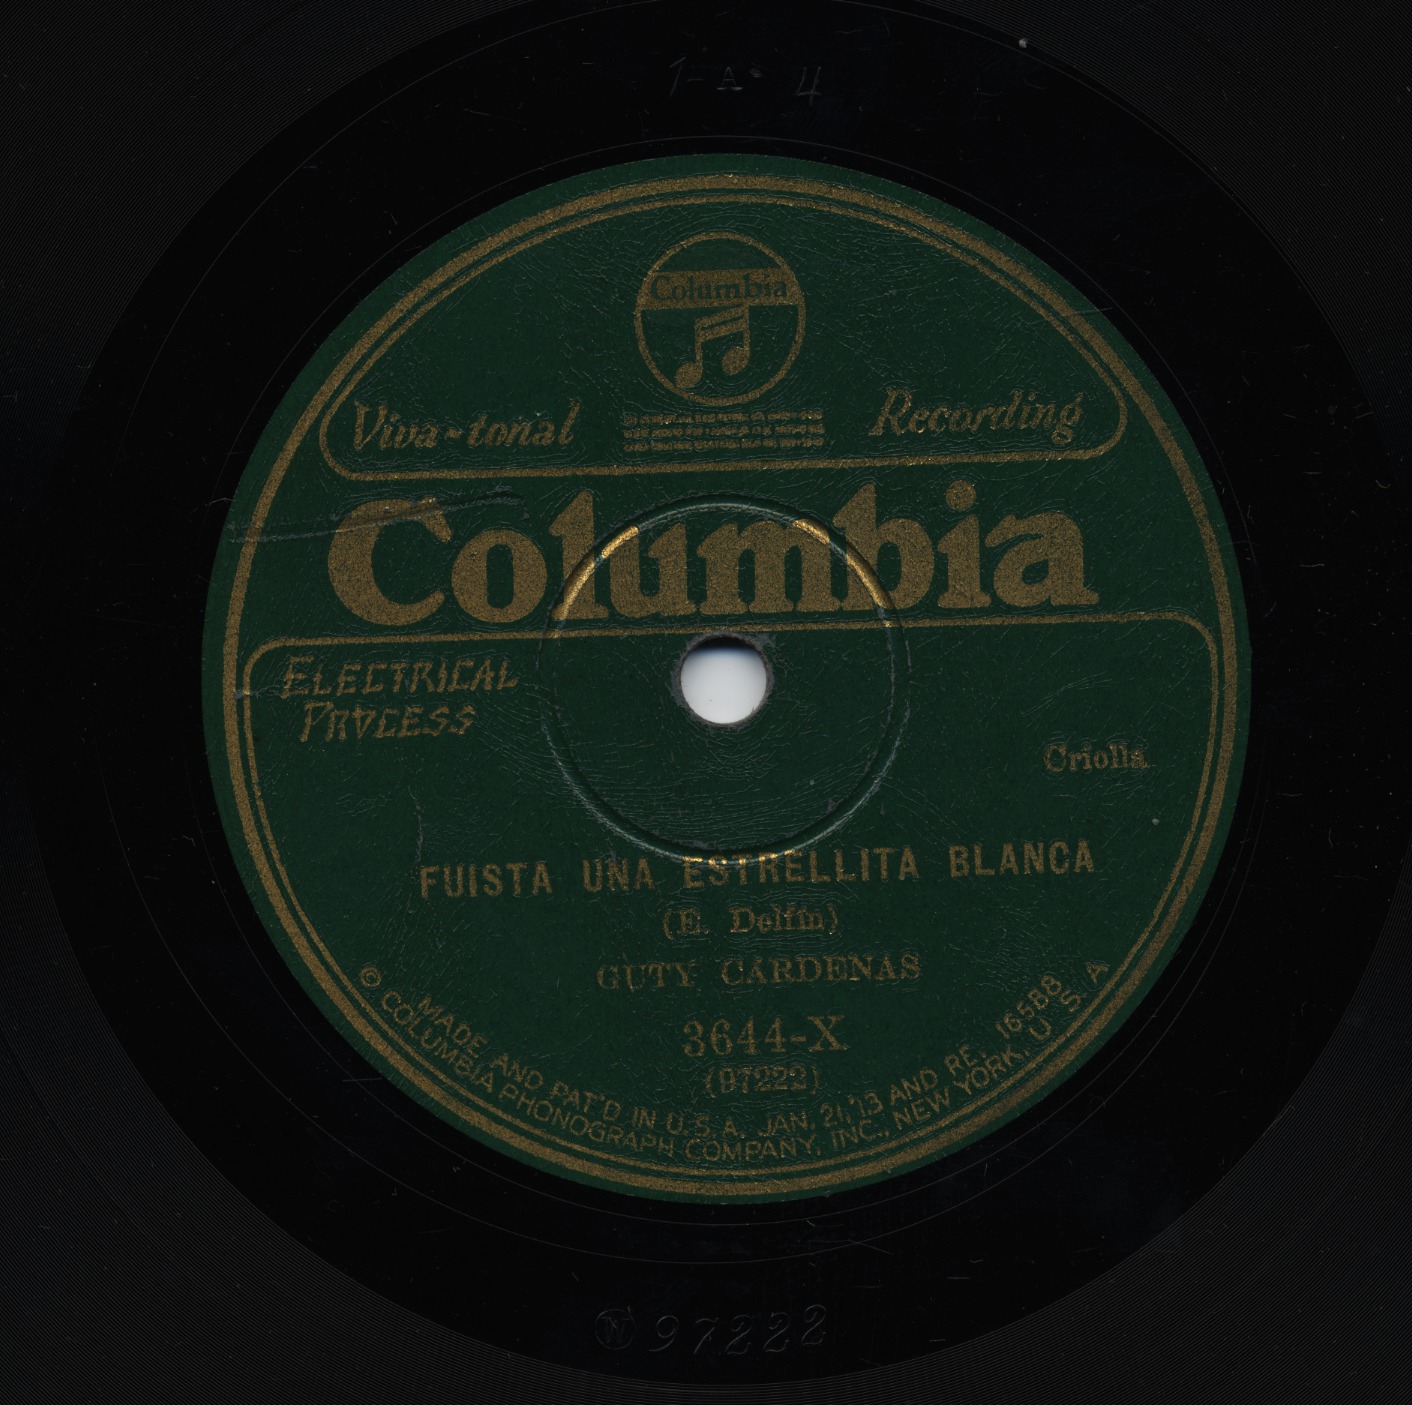 1-A-4
Columbia
Viva-tonal Recording
Columbia
ELECTRICAL
PROCESS
Criolla
FUISTA UNA ESTRELLITA BLANCA
(E. Delfin)
GUTY CARDENAS
3644-X
(97222)
MADE AND PAT'D IN U.S.A. JAN. 21,'13 AND RE. 16588
© COLUMBIA PHONOGRAPH COMPANY, INC., NEW YORK, U. S. A
W 97222